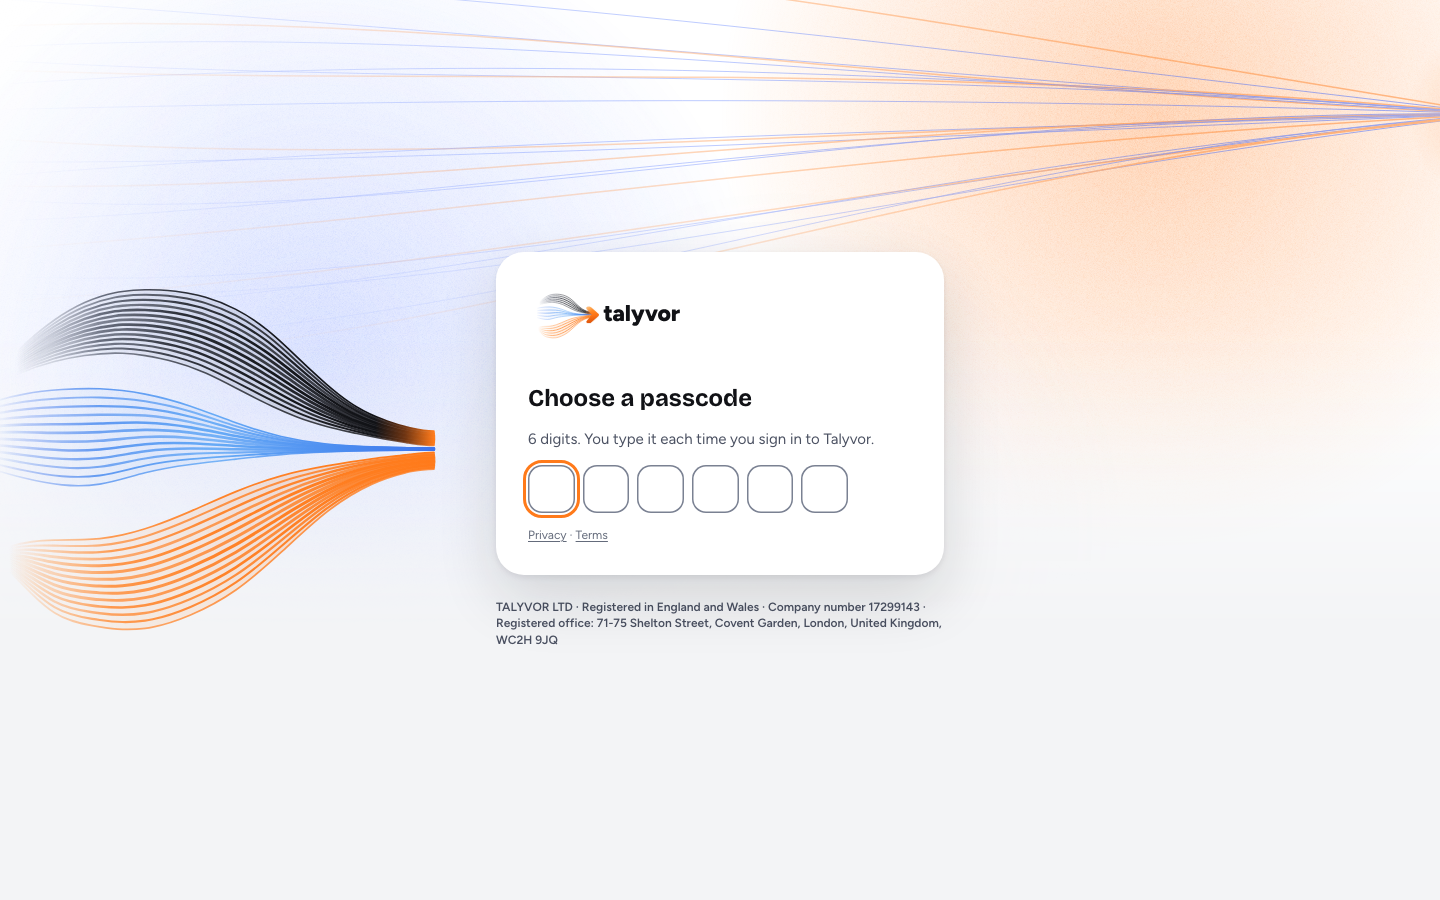 talyvor
Choose a passcode
6 digits. You type it each time you sign in to Talyvor.
Privacy · Terms
TALYVOR LTD · Registered in England and Wales · Company number 17299143 ·
Registered office: 71-75 Shelton Street, Covent Garden, London, United Kingdom,
WC2H 9JQ